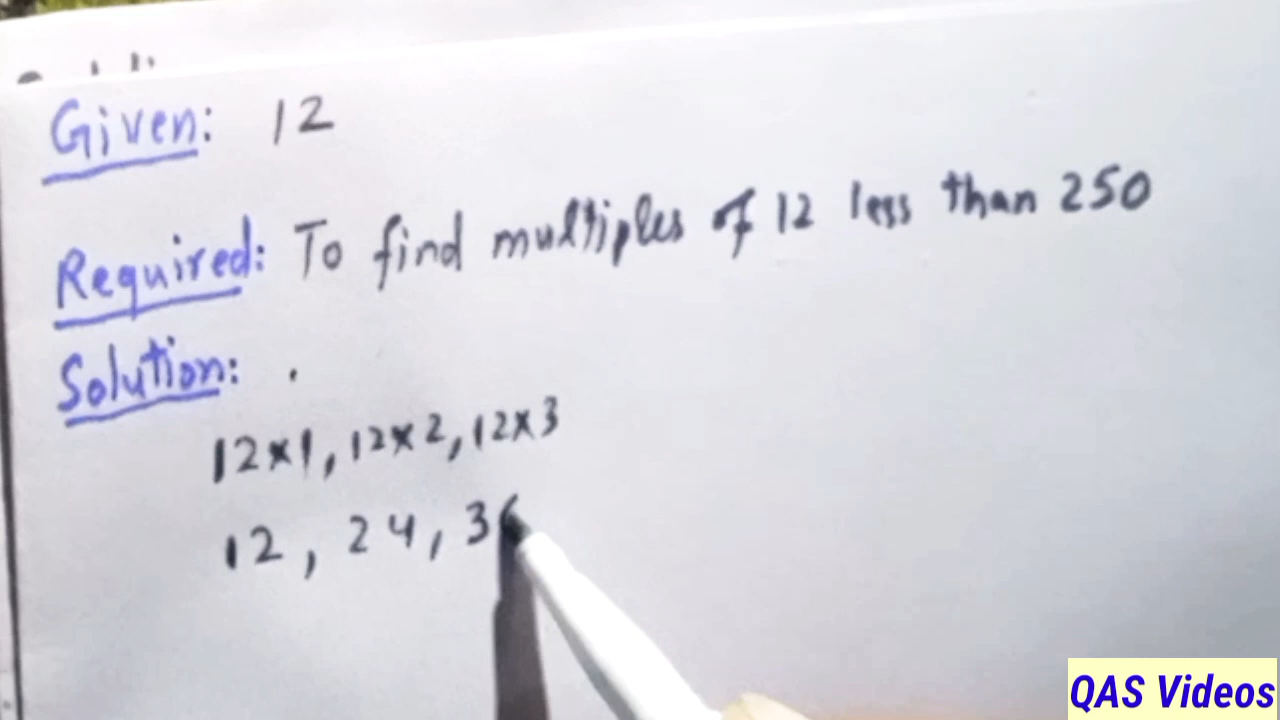 Given: 12
Required: To find multiples of 12 less than 250
Solution: .
12×1, 12×2, 12×3
12, 24, 36
QAS Videos